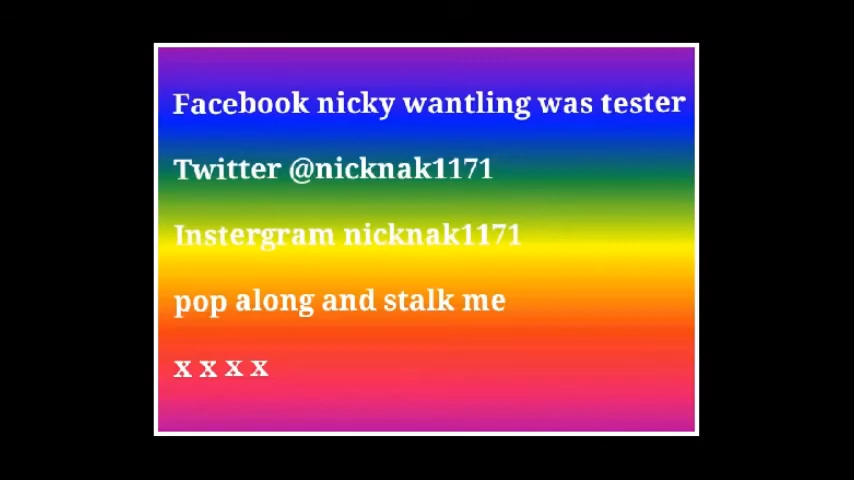 Facebook nicky wantling was tester
Twitter @nicknak1171
Instergram nicknak1171
pop along and stalk me
x x x x